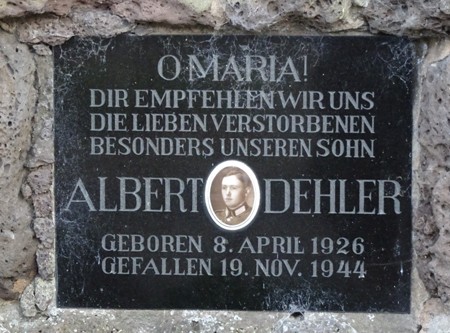 O MARIA!
DIR EMPFEHLEN WIR UNS
DIE LIEBEN VERSTORBENEN
BESONDERS UNSEREN SOHN
ALBERT DEHLER
GEBOREN 8. APRIL 1926
GEFALLEN 19. NOV. 1944